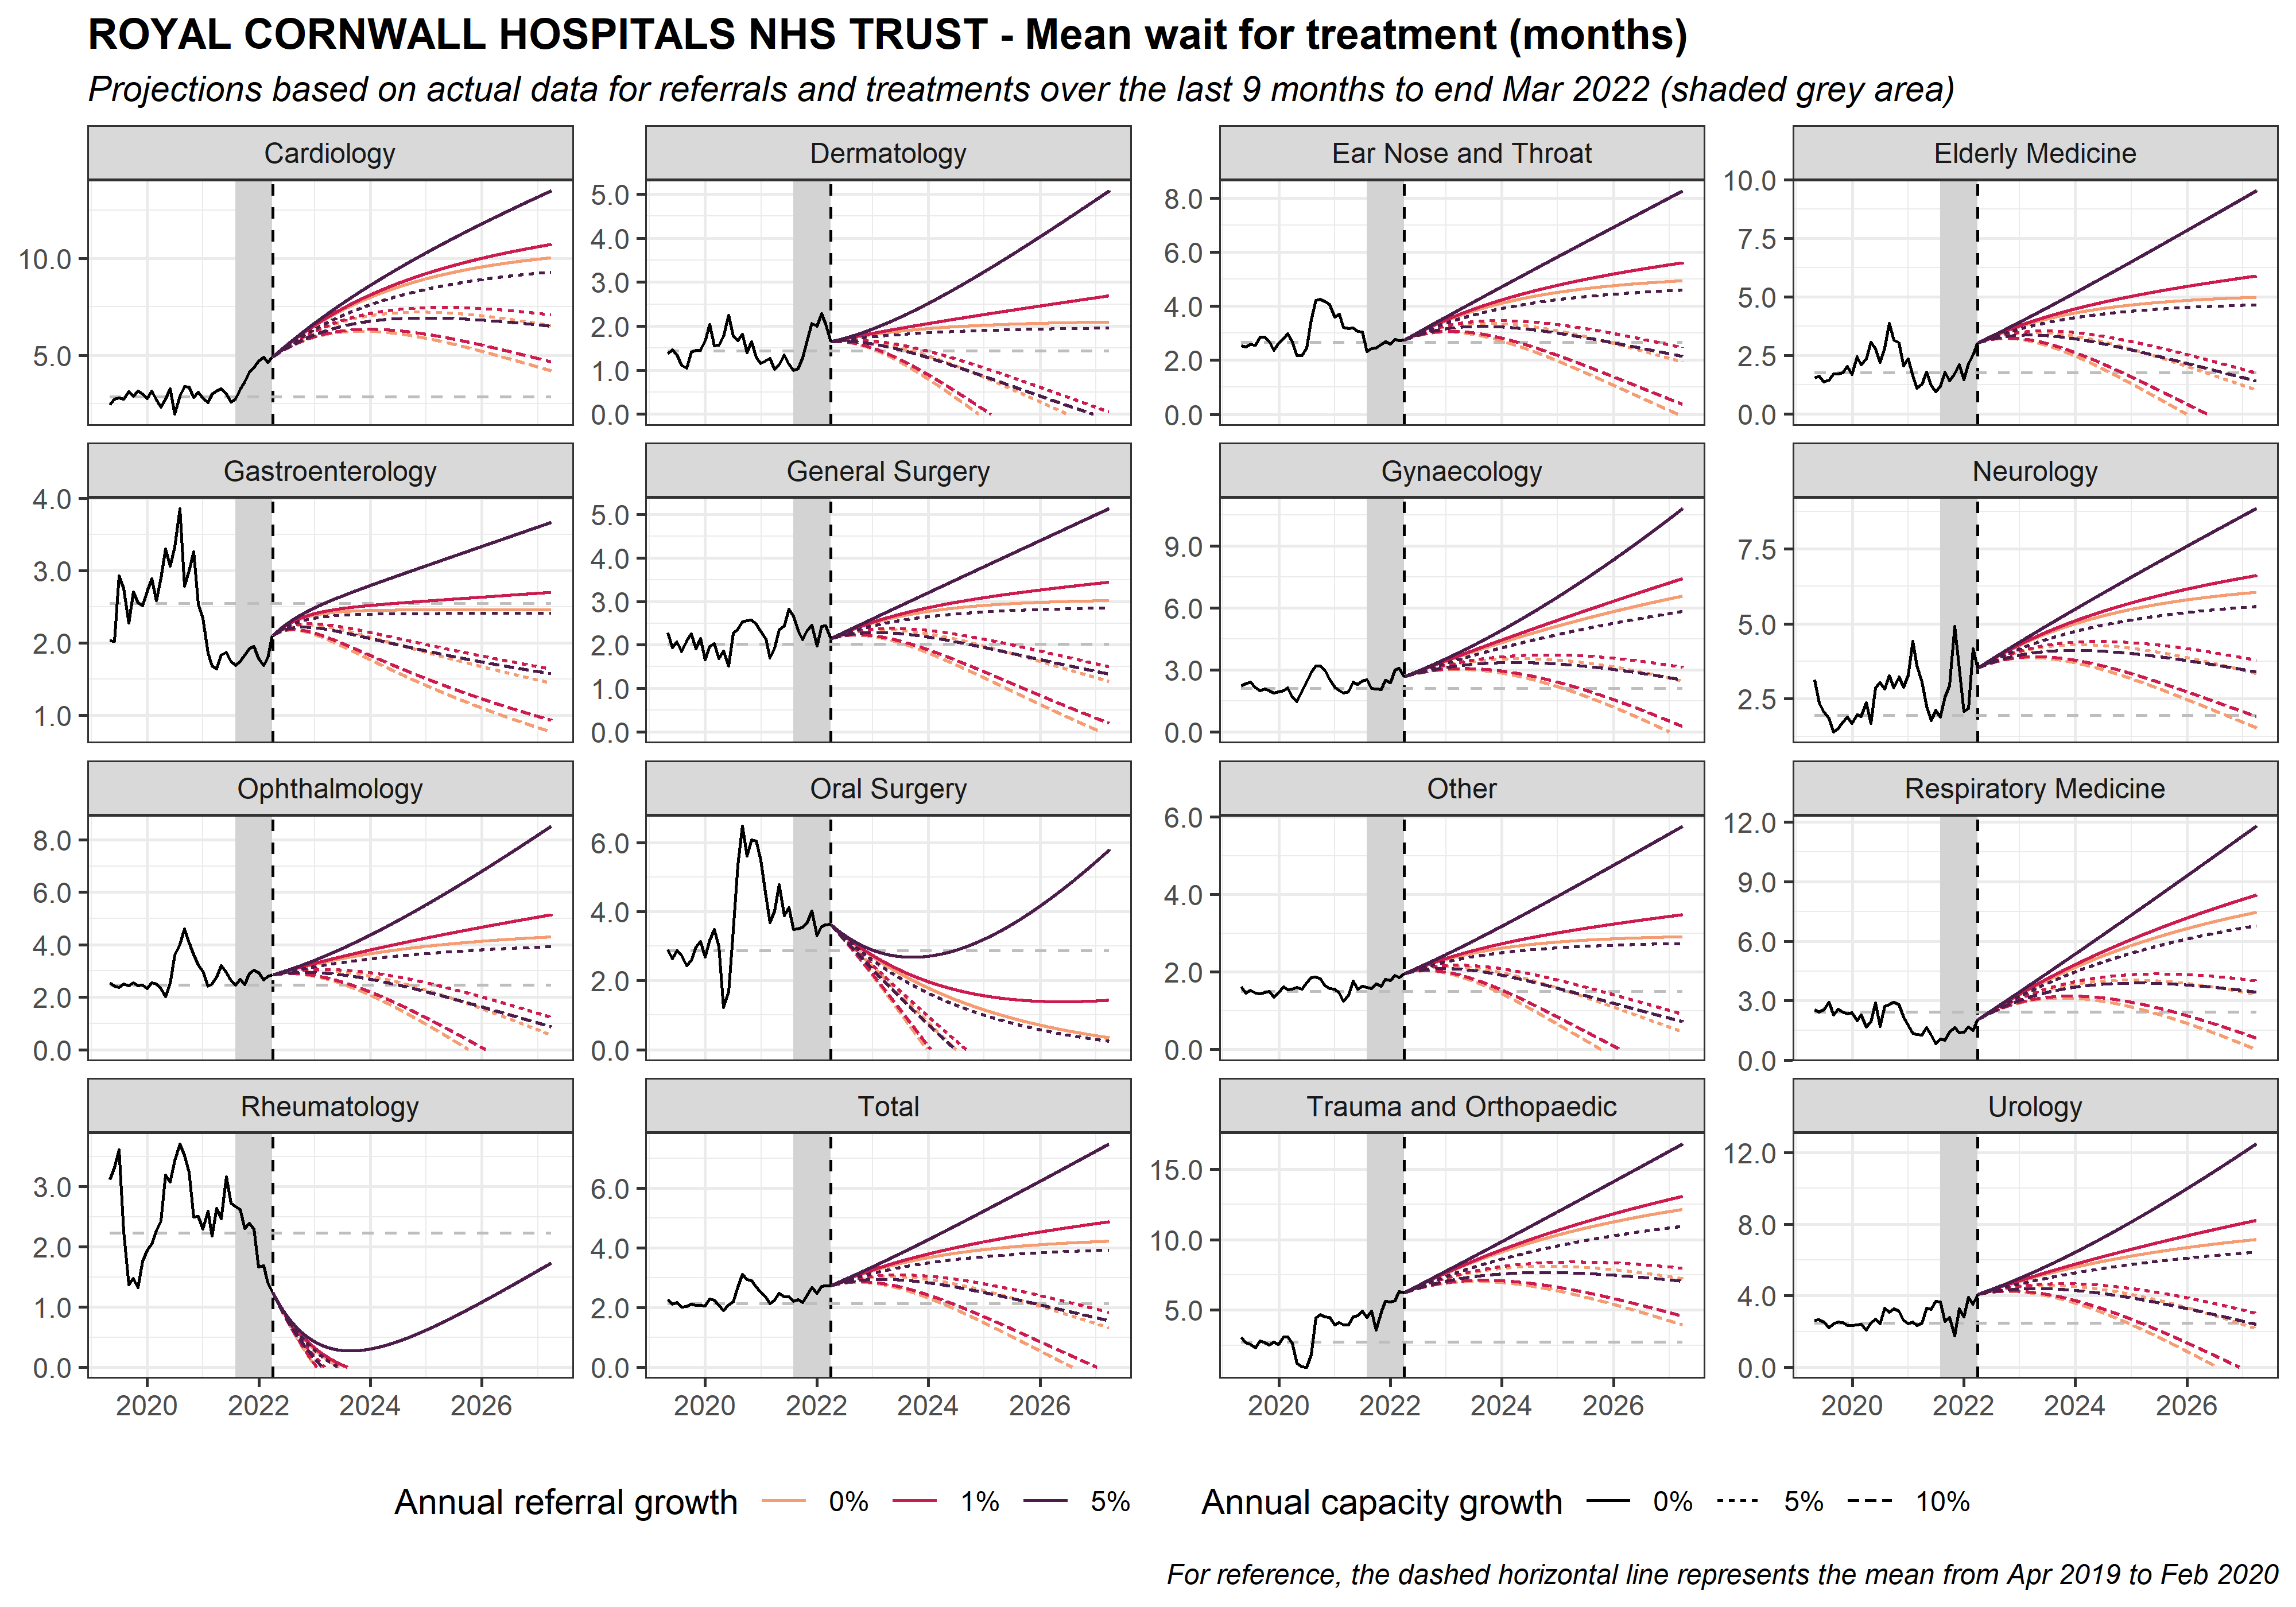 ROYAL CORNWALL HOSPITALS NHS TRUST - Mean wait for treatment (months)
Projections based on actual data for referrals and treatments over the last 9 months to end Mar 2022 (shaded grey area)
Cardiology
10.0
5.0
Dermatology
5.0
4.0
3.0
2.0
1.0
0.0
Ear Nose and Throat
8.0
6.0
4.0
2.0
0.0
Elderly Medicine
10.0
7.5
5.0
2.5
0.0
Gastroenterology
4.0
3.0
2.0
1.0
General Surgery
5.0
4.0
3.0
2.0
1.0
0.0
Gynaecology
9.0
6.0
3.0
0.0
Neurology
7.5
5.0
2.5
Ophthalmology
8.0
6.0
4.0
2.0
0.0
Oral Surgery
6.0
4.0
2.0
0.0
Other
6.0
4.0
2.0
0.0
Respiratory Medicine
12.0
9.0
6.0
3.0
0.0
Rheumatology
3.0
2.0
1.0
0.0
2020 2022 2024 2026
Total
6.0
4.0
2.0
0.0
2020 2022 2024 2026
Trauma and Orthopaedic
15.0
10.0
5.0
2020 2022 2024 2026
Urology
12.0
8.0
4.0
0.0
2020 2022 2024 2026
Annual referral growth 0% 1% 5%
Annual capacity growth 0% 5% 10%
For reference, the dashed horizontal line represents the mean from Apr 2019 to Feb 2020